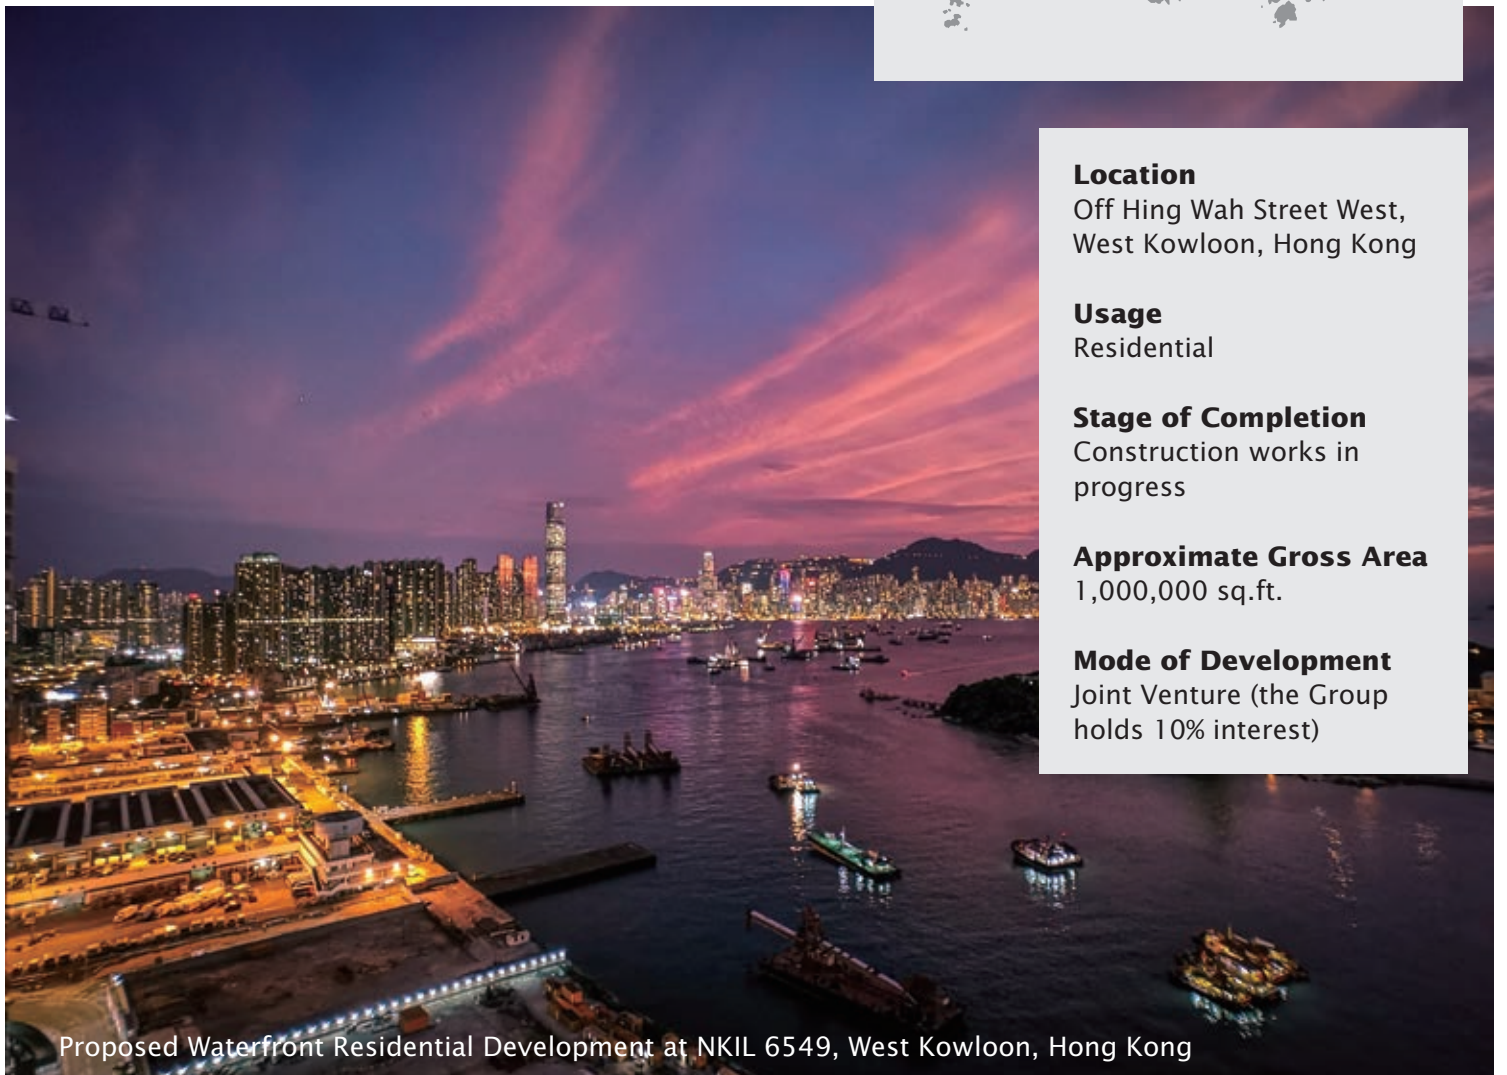 Location
Off Hing Wah Street West,
West Kowloon, Hong Kong
Usage
Residential
Stage of Completion
Construction works in
progress
Approximate Gross Area
1,000,000 sq.ft.
Mode of Development
Joint Venture (the Group
holds 10% interest)
Proposed Waterfront Residential Development at NKIL 6549, West Kowloon, Hong Kong